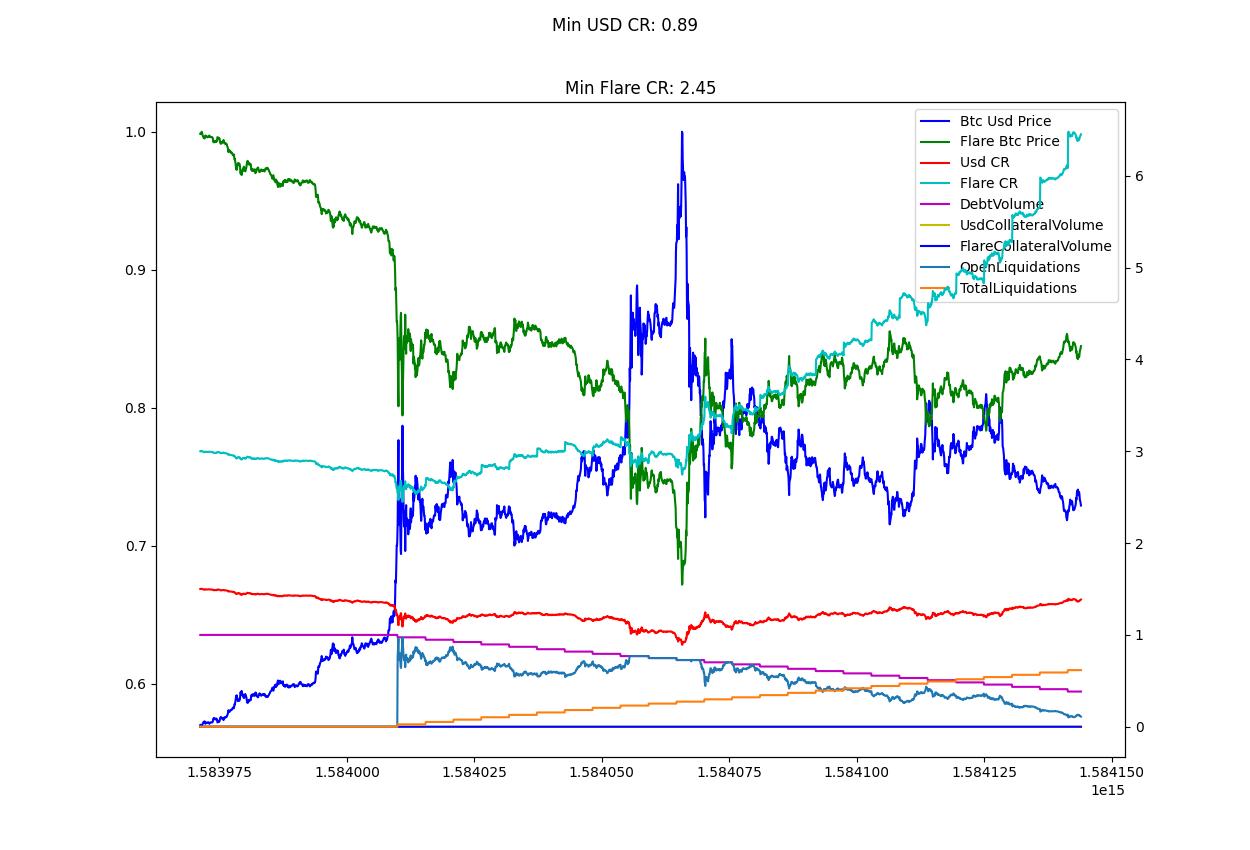 Min USD CR: 0.89
Min Flare CR: 2.45
1.0
0.9
0.8
0.7
0.6
6
5
4
3
2
1
0
Btc Usd Price
Flare Btc Price
Usd CR
Flare CR
DebtVolume
UsdCollateralVolume
FlareCollateralVolume
OpenLiquidations
TotalLiquidations
1.583975 1.584000 1.584025 1.584050 1.584075 1.584100 1.584125 1.584150
1e15